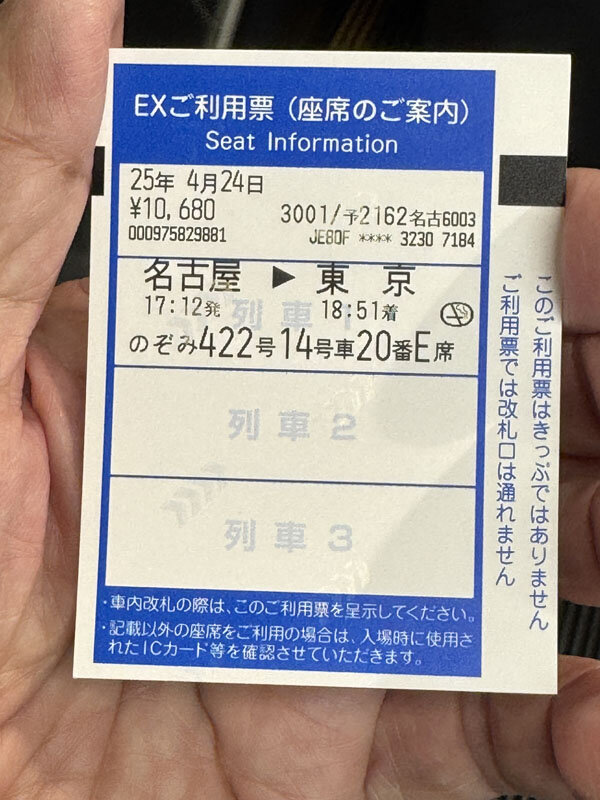 EXご利用票（座席のご案内）
Seat Information
25年 4月24日
¥10,680
3001/予2162名古6003
000975829881
JE80F **** 3230 7184
名古屋 ▶ 東 京
17:12発
18:51着
列車1
のぞみ422号14号車20番E席
列車2
列車3
・車内改札の際は、このご利用票を呈示してください。
・記載以外の座席をご利用の場合は、入場時に使用さ
れたICカード等を確認させていただきます。
このご利用票はきっぷではありません
ご利用票では改札口は通れません